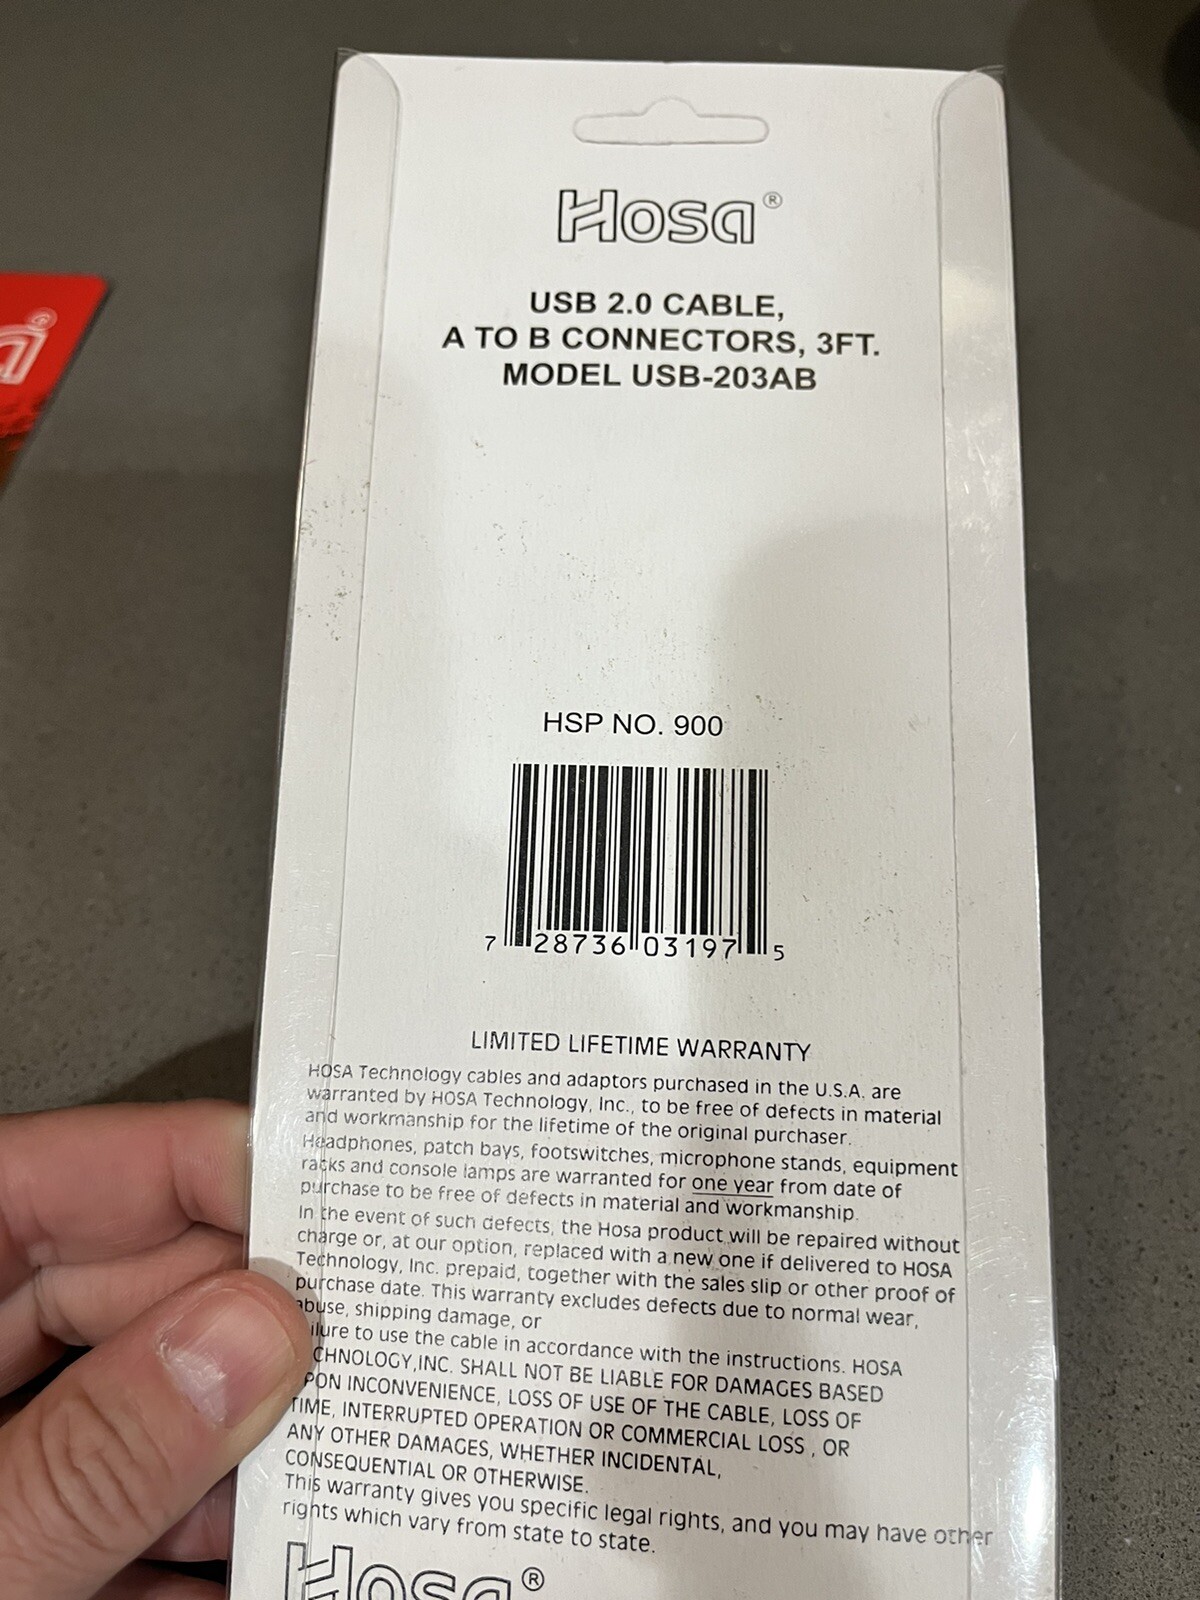 Hosa®
USB 2.0 CABLE,
A TO B CONNECTORS, 3FT.
MODEL USB-203AB
HSP NO. 900
7 28736 03197 5
LIMITED LIFETIME WARRANTY
HOSA Technology cables and adaptors purchased in the U.S.A. are
warranted by HOSA Technology, Inc., to be free of defects in material
and workmanship for the lifetime of the original purchaser.
Headphones, patch bays, footswitches, microphone stands, equipment
racks and console lamps are warranted for one year from date of
purchase to be free of defects in material and workmanship.
In the event of such defects, the Hosa product will be repaired without
charge or, at our option, replaced with a new one if delivered to HOSA
Technology, Inc. prepaid, together with the sales slip or other proof of
purchase date. This warranty excludes defects due to normal wear,
abuse, shipping damage, or
ilure to use the cable in accordance with the instructions. HOSA
CHNOLOGY,INC. SHALL NOT BE LIABLE FOR DAMAGES BASED
PON INCONVENIENCE, LOSS OF USE OF THE CABLE, LOSS OF
TIME, INTERRUPTED OPERATION OR COMMERCIAL LOSS , OR
ANY OTHER DAMAGES, WHETHER INCIDENTAL,
CONSEQUENTIAL OR OTHERWISE.
This warranty gives you specific legal rights, and you may have other
rights which vary from state to state.
Hosa®
a®